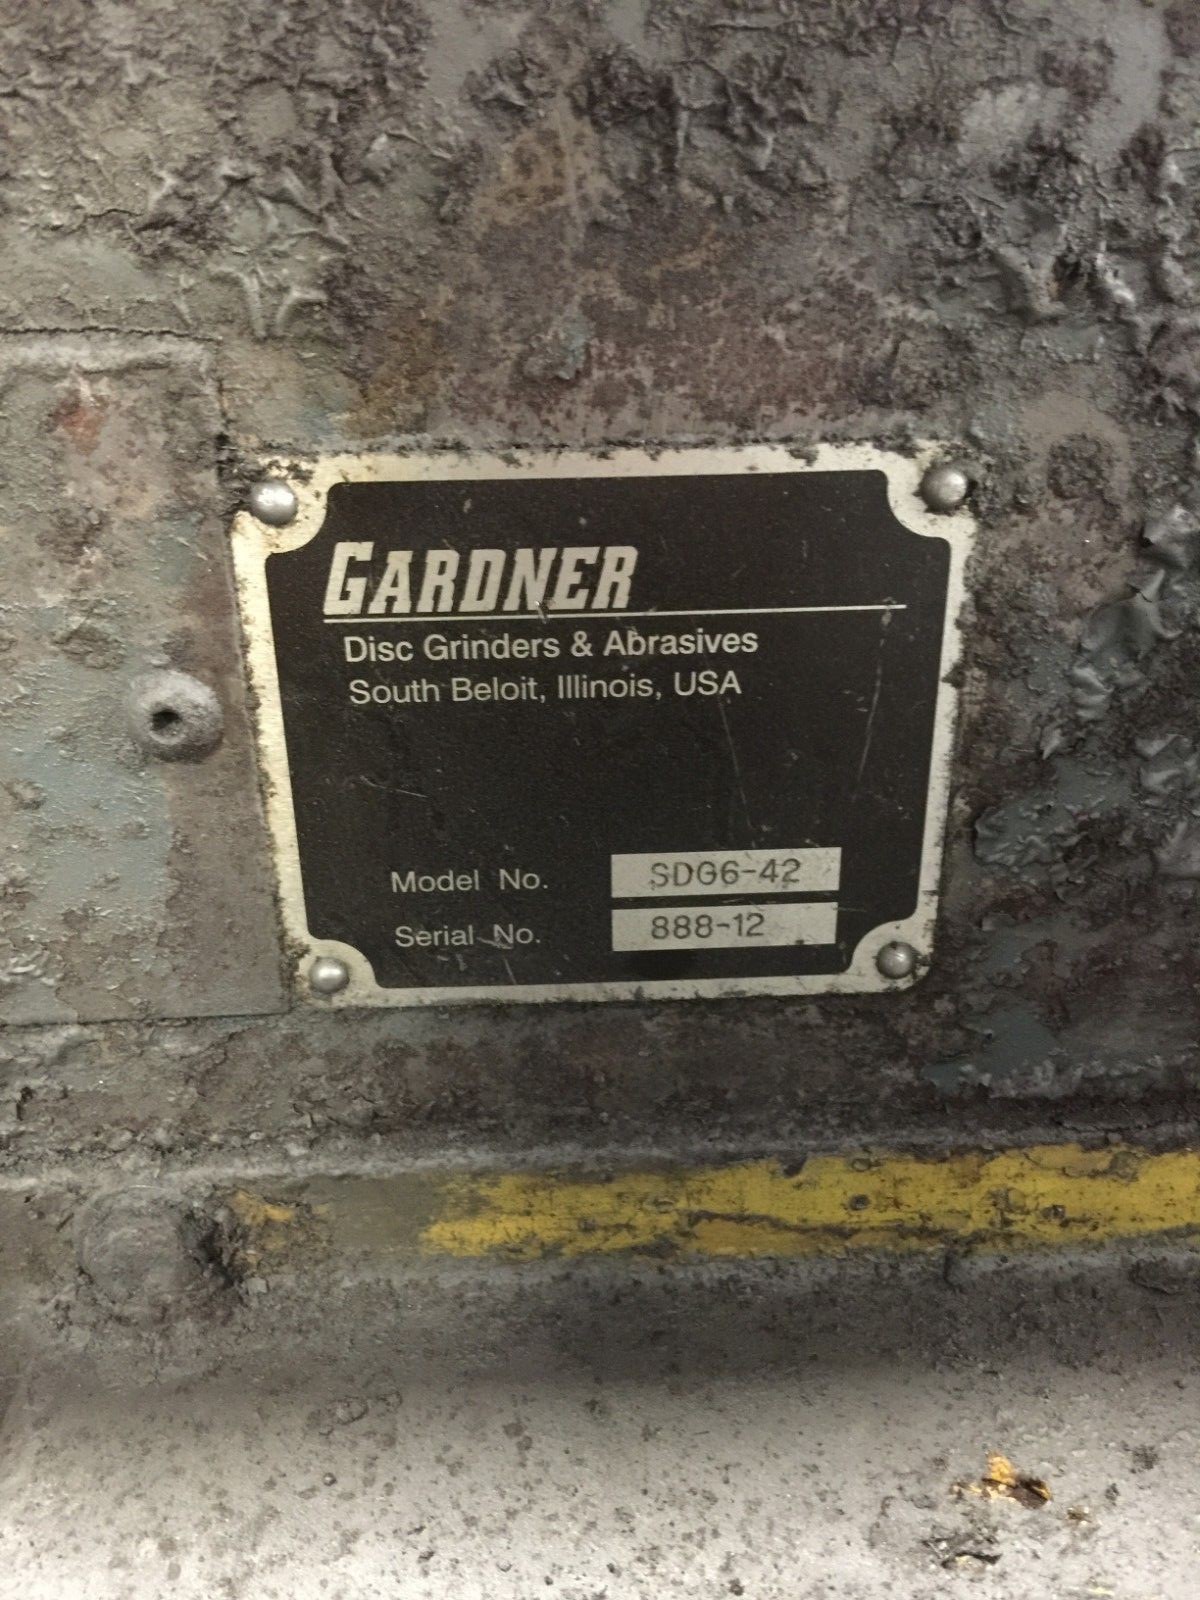 GARDNER
Disc Grinders & Abrasives
South Beloit, Illinois, USA
Model No. SDG6-42
Serial No. 888-12